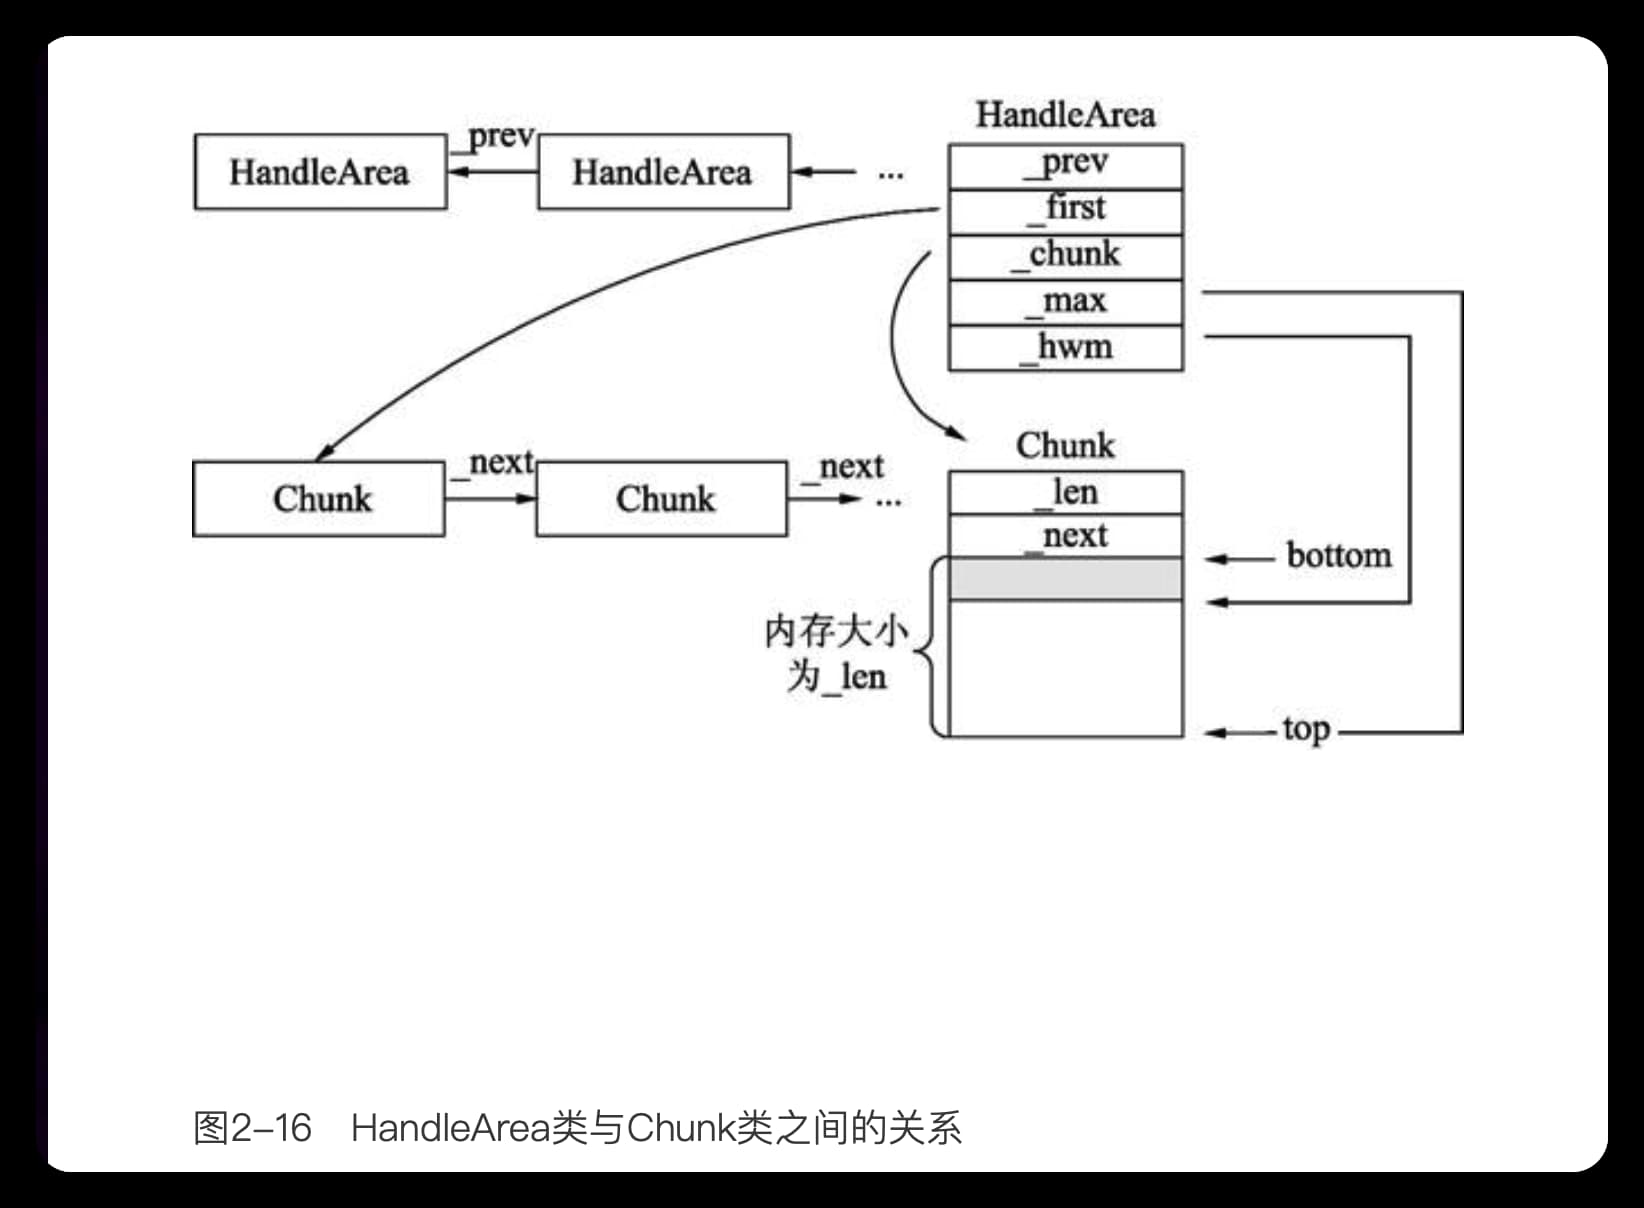 HandleArea
HandleArea
_prev
HandleArea
...
_prev
_first
_chunk
_max
_hwm
Chunk
Chunk
_next
Chunk
_next
...
_len
_next
bottom
内存大小
为_len
top
图2-16 HandleArea类与Chunk类之间的关系